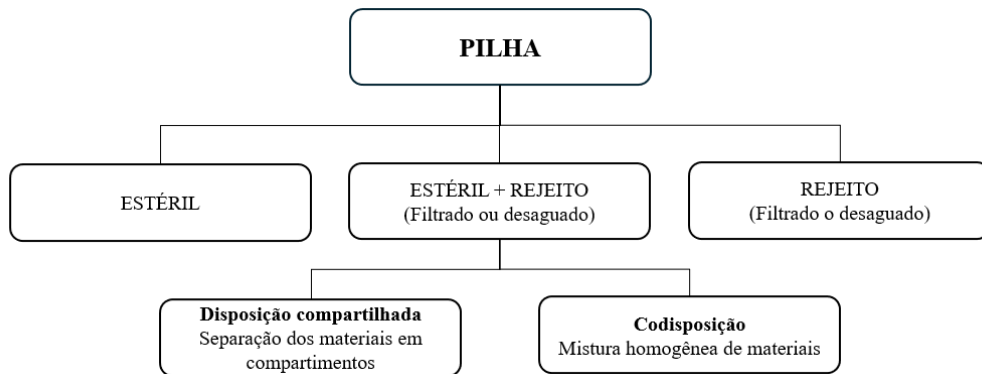 PILHA
ESTÉRIL
ESTÉRIL + REJEITO
(Filtrado ou desaguado)
REJEITO
(Filtrado o desaguado)
Disposição compartilhada
Separação dos materiais em
compartimentos
Codisposição
Mistura homogênea de materiais